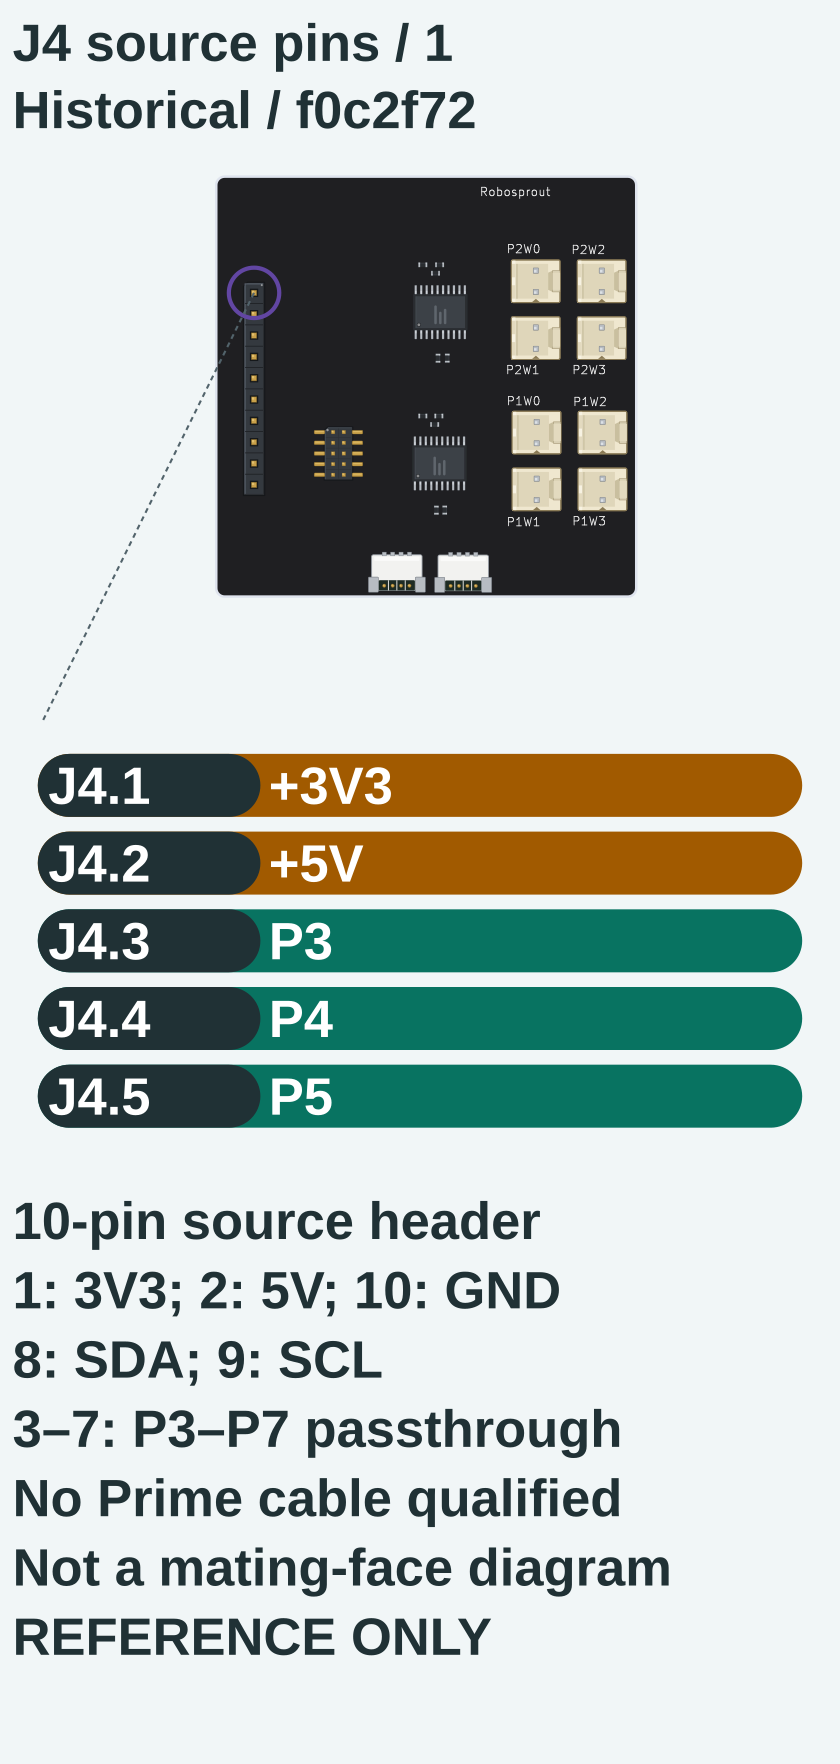 J4 source pins / 1
Historical / f0c2f72
Robosprout
P2W0 P2W2
P2W1 P2W3
P1W0 P1W2
P1W1 P1W3
J4.1 +3V3
J4.2 +5V
J4.3 P3
J4.4 P4
J4.5 P5
10-pin source header
1: 3V3; 2: 5V; 10: GND
8: SDA; 9: SCL
3–7: P3–P7 passthrough
No Prime cable qualified
Not a mating-face diagram
REFERENCE ONLY